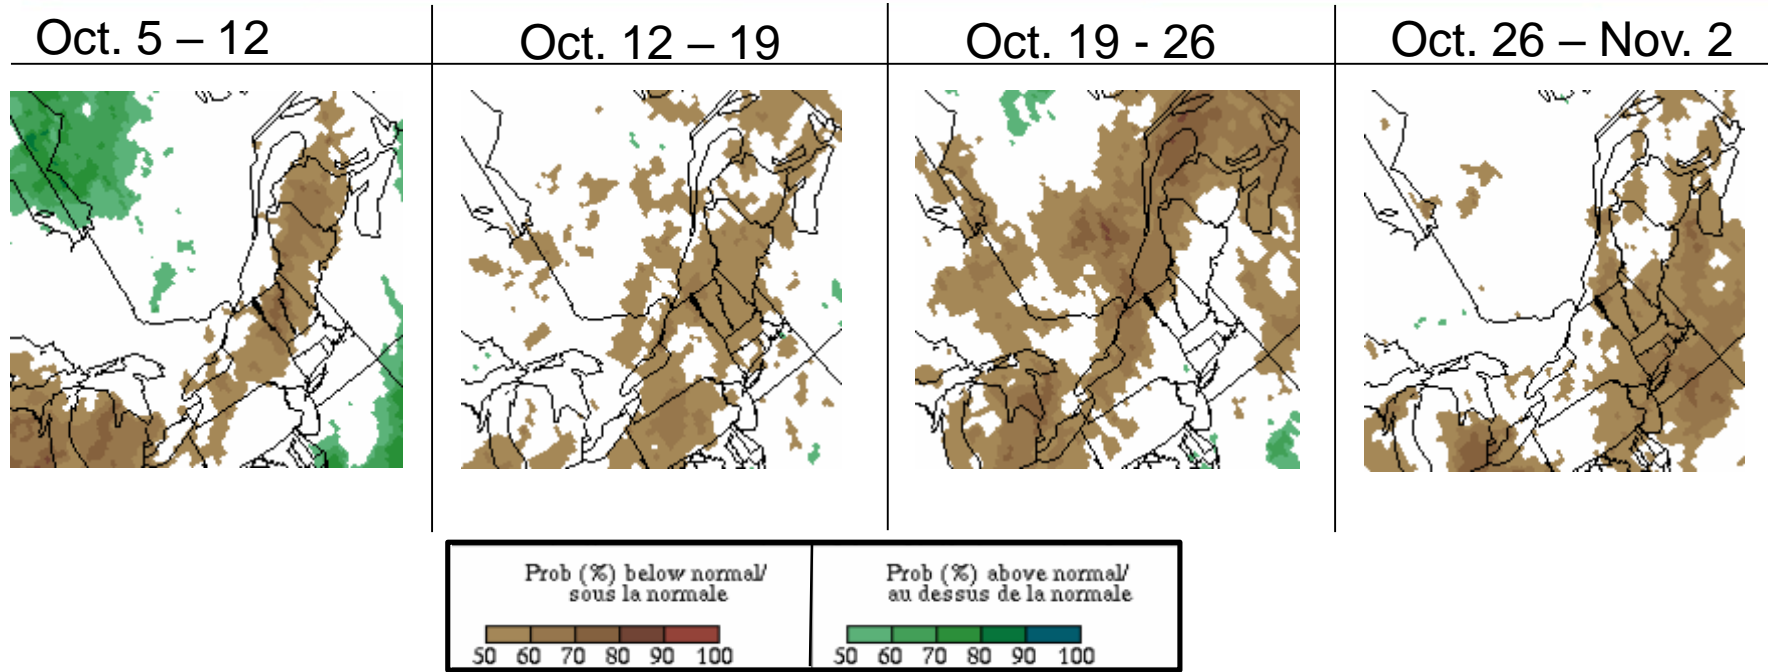 Oct. 5 – 12
Oct. 12 – 19
Oct. 19 - 26
Oct. 26 – Nov. 2
Prob (%) below normal/
sous la normale
50 60 70 80 90 100
Prob (%) above normal/
au dessus de la normale
50 60 70 80 90 100